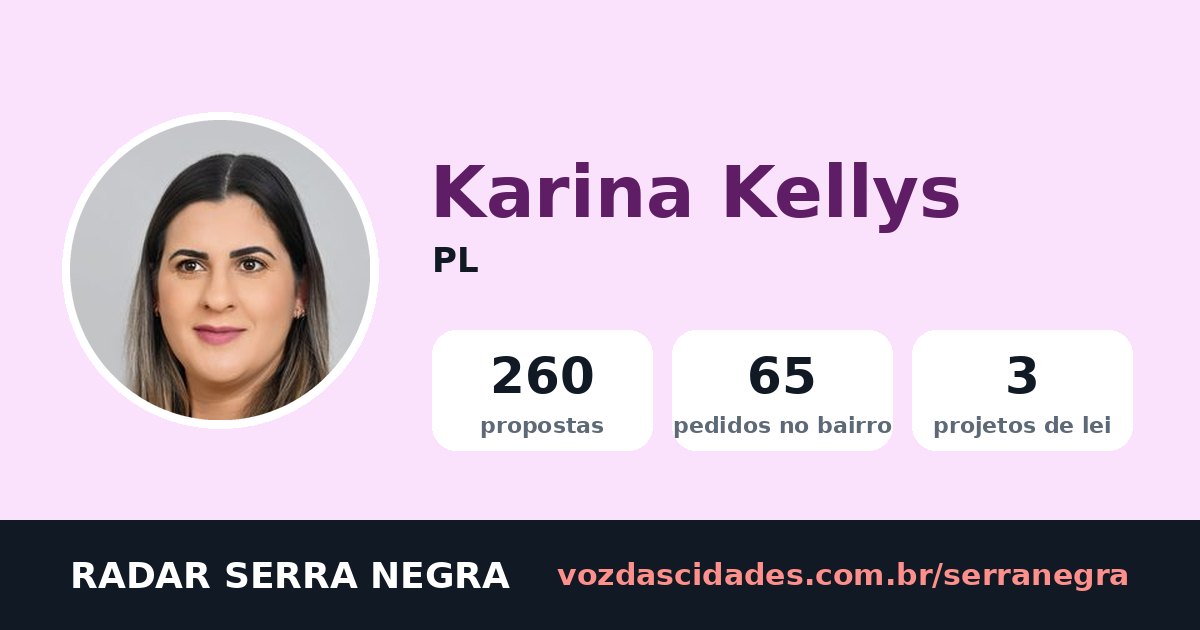 Karina Kellys
PL
260
propostas
65
pedidos no bairro
3
projetos de lei
RADAR SERRA NEGRA
vozdascidades.com.br/serranegra